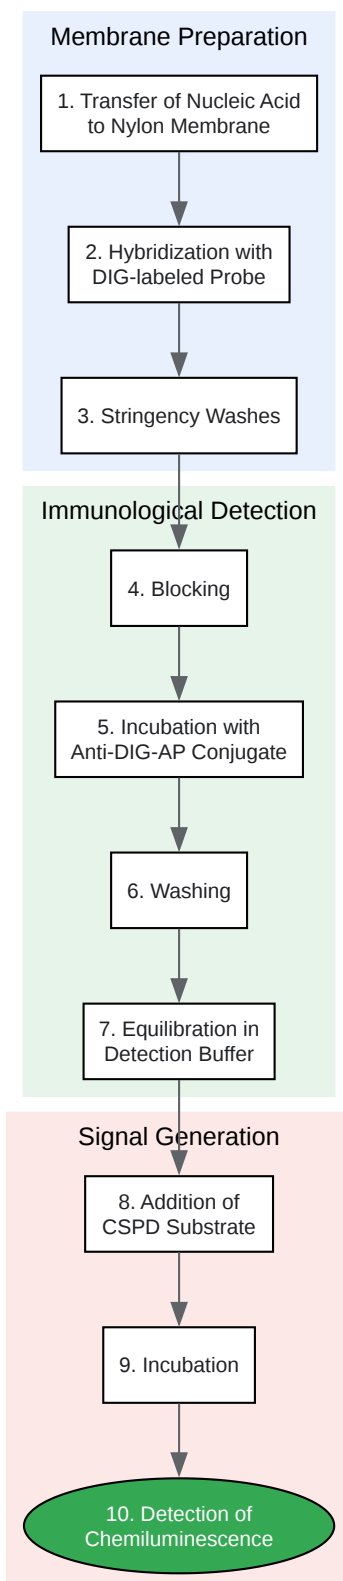 Membrane Preparation
1. Transfer of Nucleic Acid
to Nylon Membrane
2. Hybridization with
DIG-labeled Probe
3. Stringency Washes
Immunological Detection
4. Blocking
5. Incubation with
Anti-DIG-AP Conjugate
6. Washing
7. Equilibration in
Detection Buffer
Signal Generation
8. Addition of
CSPD Substrate
9. Incubation
10. Detection of
Chemiluminescence